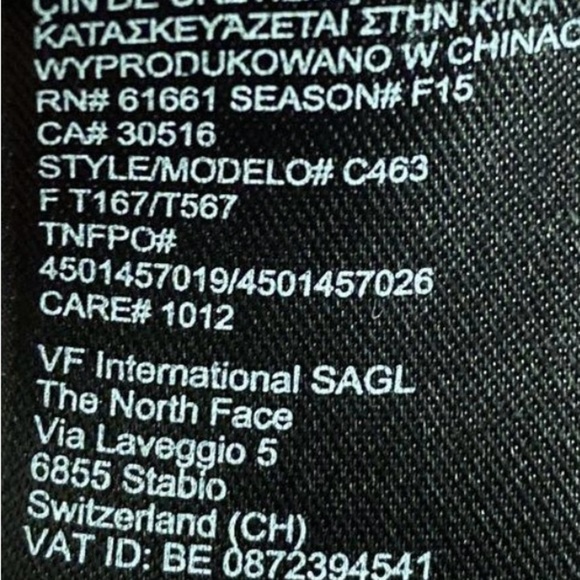 ΚΑΤΑΣΚΕΥΆΖΕΤΑΙ ΣΤΗΝ ΚΙΝΑ
WYPRODUKOWANO W CHINAC
RN# 61661 SEASON# F15
CA# 30516
STYLE/MODELO# C463
F T167/T567
TNFPO#
4501457019/4501457026
CARE# 1012
VF International SAGL
The North Face
Via Laveggio 5
6855 Stabio
Switzerland (CH)
VAT ID: BE 0872394541